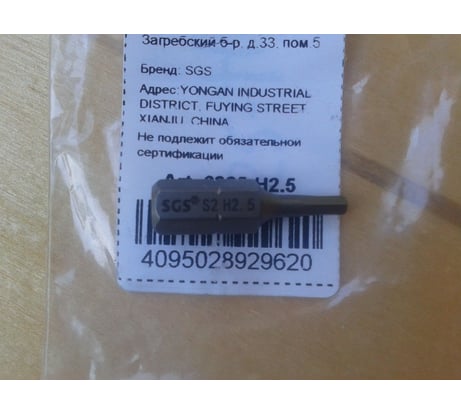 Загребский б-р. д.33. пом.5
Бренд: SGS
Адрес:YONGAN INDUSTRIAL
DISTRICT, FUYING STREET,
XIANJU, CHINA
Не подлежит обязательной
сертификации
H2.5
SGS® S2 H2.5
4095028929620